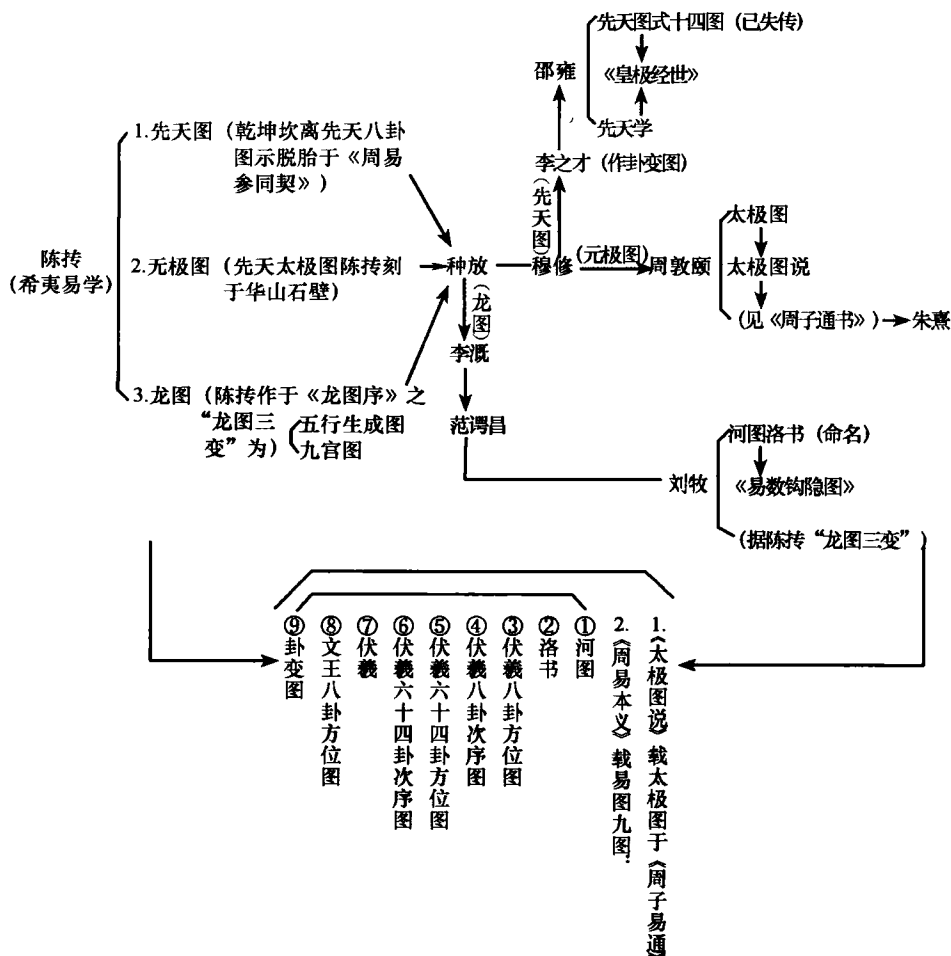 先天图式十四图（已失传）
邵雍
《皇极经世》
先天学
李之才（作卦变图）
（先天图）
1.先天图（乾坤坎离先天八卦
图示脱胎于《周易
参同契》）
陈抟
（希夷易学）
2.无极图（先天太极图陈抟刻
于华山石壁）
种放
穆修
（元极图）
周敦颐
太极图
太极图说
（见《周子通书》）
朱熹
（龙图）
李溉
3.龙图（陈抟作于《龙图序》之
“龙图三
变”为）
五行生成图
九宫图
范谔昌
刘牧
河图洛书（命名）
《易数钩隐图》
（据陈抟“龙图三变”）
1.《太极图说》载太极图于《周子易通
2.《周易本义》载易图九图：
①河图
②洛书
③伏羲八卦方位图
④伏羲八卦次序图
⑤伏羲六十四卦方位图
⑥伏羲六十四卦次序图
⑦伏羲
⑧文王八卦方位图
⑨卦变图